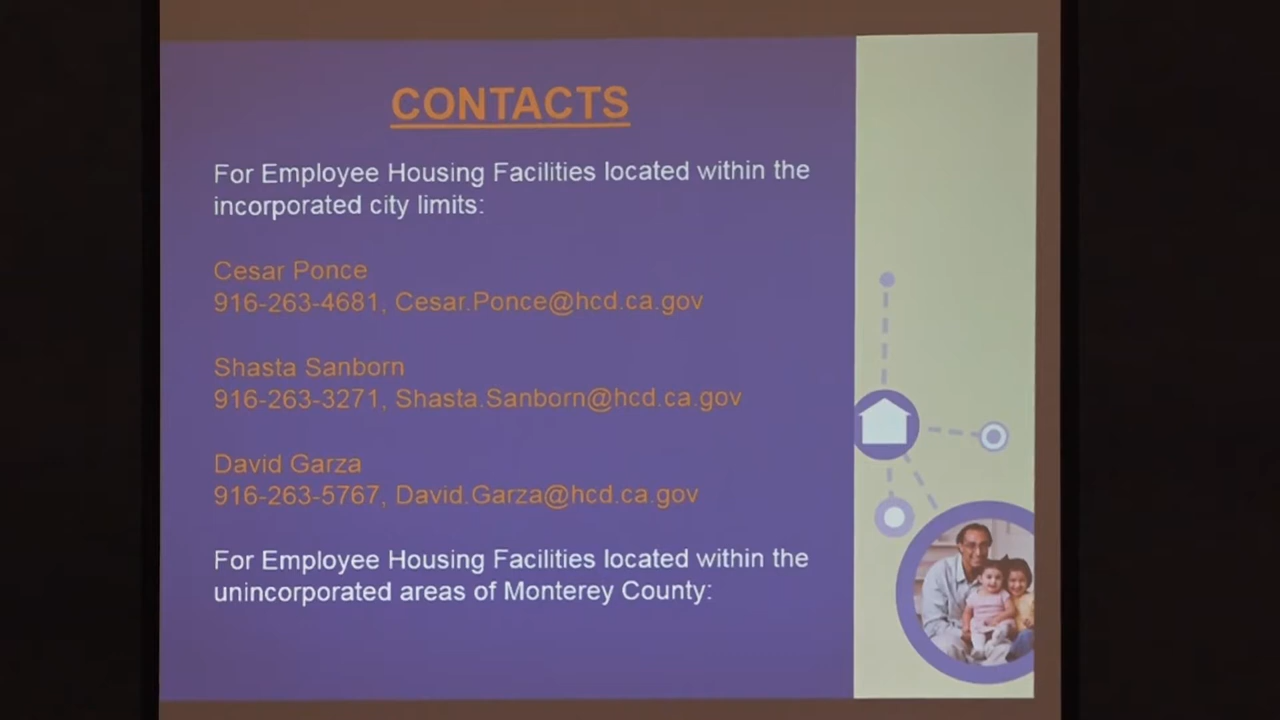 CONTACTS
For Employee Housing Facilities located within the
incorporated city limits:
Cesar Ponce
916-263-4681, Cesar.Ponce@hcd.ca.gov
Shasta Sanborn
916-263-3271, Shasta.Sanborn@hcd.ca.gov
David Garza
916-263-5767, David.Garza@hcd.ca.gov
For Employee Housing Facilities located within the
unincorporated areas of Monterey County: